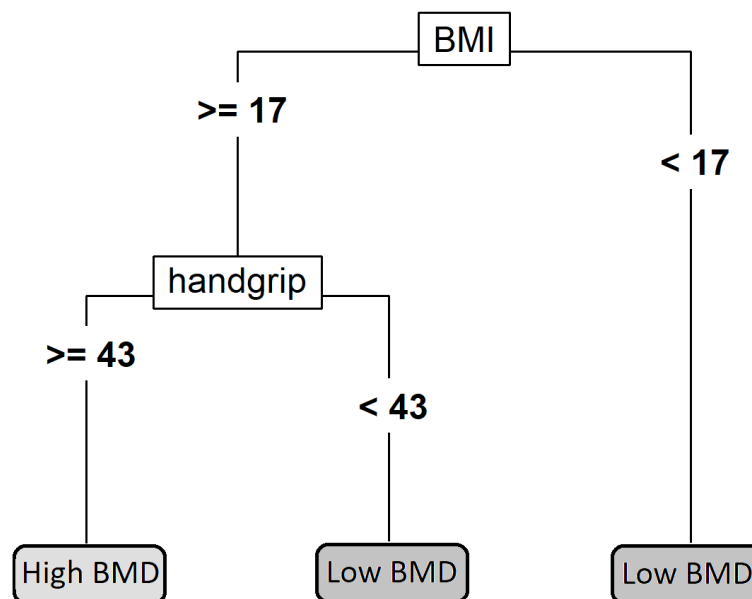 BMI
>= 17
< 17
handgrip
>= 43
< 43
High BMD
Low BMD
Low BMD